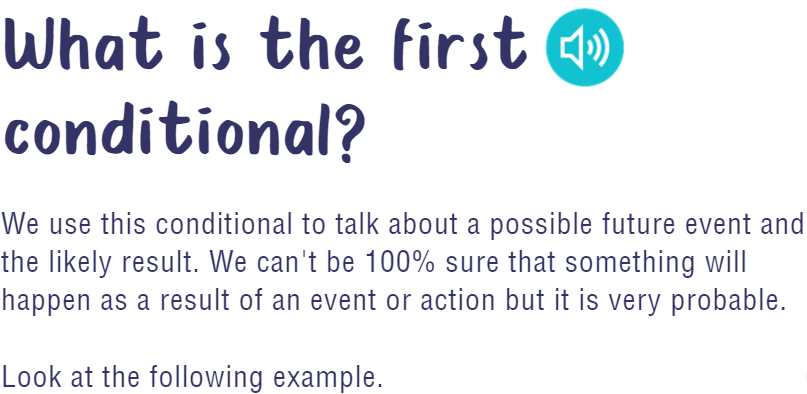 What is the first
conditional?
We use this conditional to talk about a possible future event and
the likely result. We can't be 100% sure that something will
happen as a result of an event or action but it is very probable.
Look at the following example.